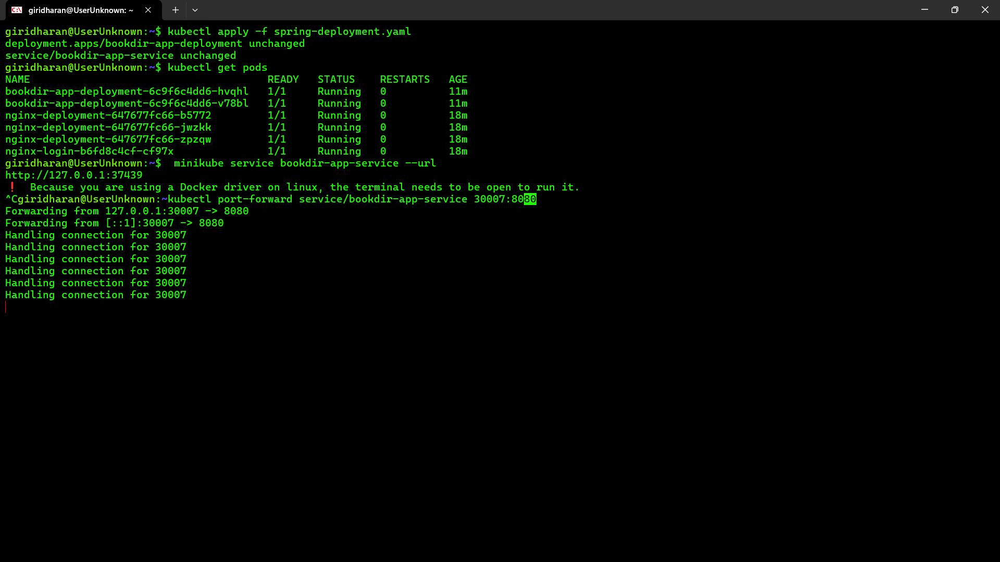 C:\ giridharan@UserUnknown: ~
giridharan@UserUnknown:~$ kubectl apply -f spring-deployment.yaml
deployment.apps/bookdir-app-deployment unchanged
service/bookdir-app-service unchanged
giridharan@UserUnknown:~$ kubectl get pods
NAME                                      READY   STATUS    RESTARTS   AGE
bookdir-app-deployment-6c9f6c4dd6-hvqhl   1/1     Running   0          11m
bookdir-app-deployment-6c9f6c4dd6-v78bl   1/1     Running   0          11m
nginx-deployment-647677fc66-b5772         1/1     Running   0          18m
nginx-deployment-647677fc66-jwzkk         1/1     Running   0          18m
nginx-deployment-647677fc66-zpzqw         1/1     Running   0          18m
nginx-login-b6fd8c4cf-cf97x               1/1     Running   0          18m
giridharan@UserUnknown:~$  minikube service bookdir-app-service --url
http://127.0.0.1:37439
❗  Because you are using a Docker driver on linux, the terminal needs to be open to run it.
^Cgiridharan@UserUnknown:~kubectl port-forward service/bookdir-app-service 30007:8080
Forwarding from 127.0.0.1:30007 -> 8080
Forwarding from [::1]:30007 -> 8080
Handling connection for 30007
Handling connection for 30007
Handling connection for 30007
Handling connection for 30007
Handling connection for 30007
Handling connection for 30007